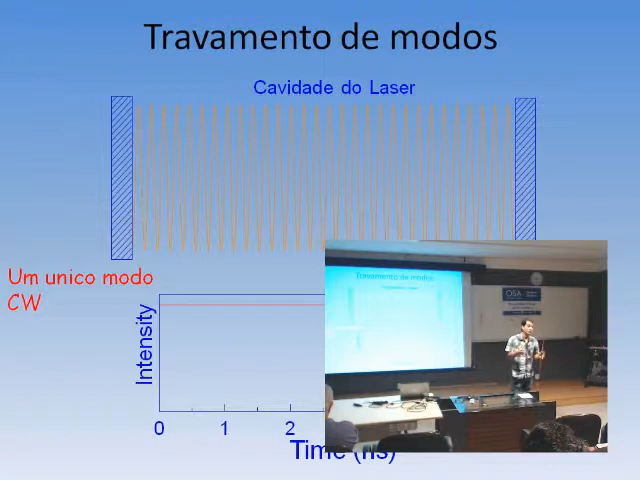 Travamento de modos
Cavidade do Laser
Um unico modo
CW
Intensity
0 1 2
Time (ns)
Travamento de modos
OSA